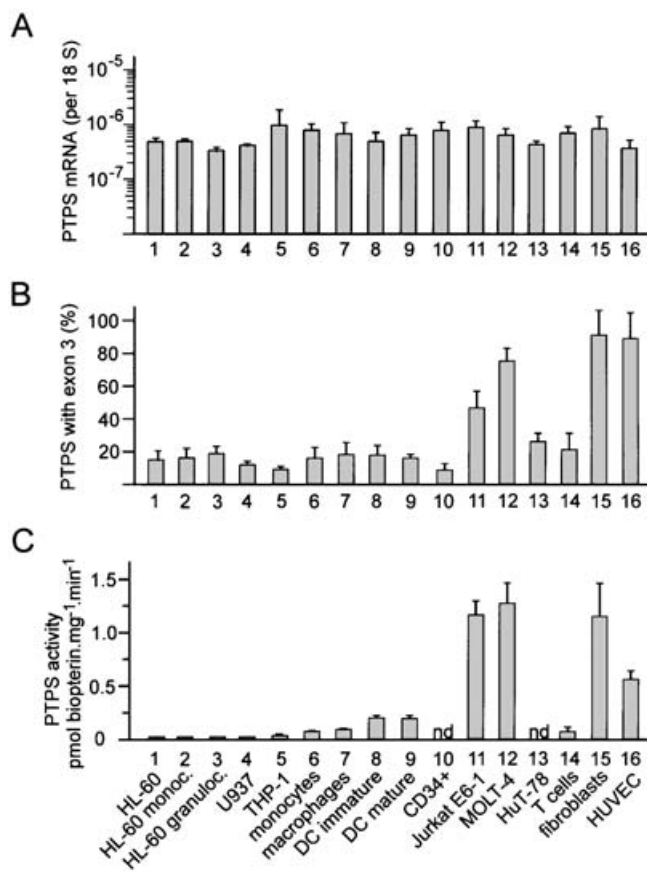 A
PTPS mRNA (per 18 S)
10⁻⁵
10⁻⁶
10⁻⁷
1 2 3 4 5 6 7 8 9 10 11 12 13 14 15 16
B
PTPS with exon 3 (%)
100
80
60
40
20
1 2 3 4 5 6 7 8 9 10 11 12 13 14 15 16
C
PTPS activity
pmol biopterin.mg⁻¹.min⁻¹
1.5
1.0
0.5
0
nd nd
1 2 3 4 5 6 7 8 9 10 11 12 13 14 15 16
HL-60
HL-60 monoc.
HL-60 granuloc.
U937
THP-1
monocytes
macrophages
DC immature
DC mature
CD34+
Jurkat E6-1
MOLT-4
HuT-78
T cells
fibroblasts
HUVEC